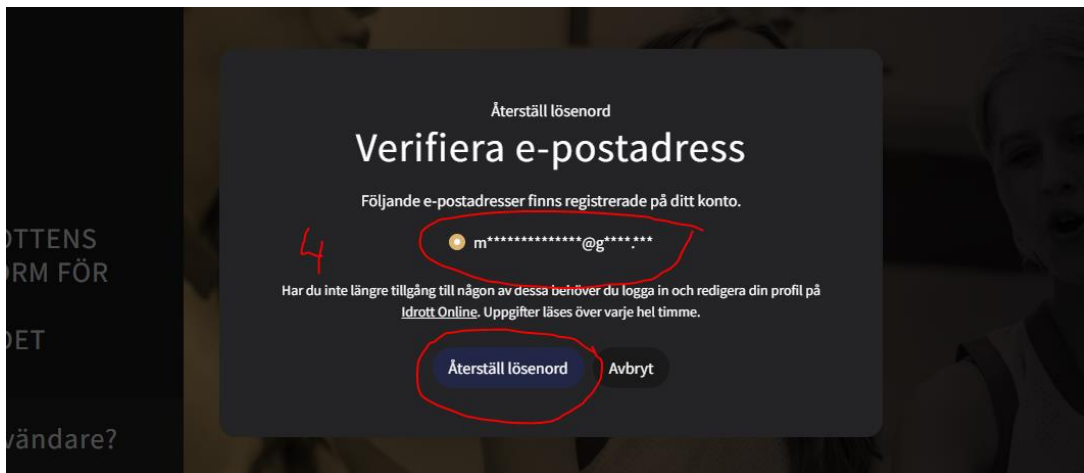 Återställ lösenord
Verifiera e-postadress
Följande e-postadresser finns registrerade på ditt konto.
m**************@g****.***
4
Har du inte längre tillgång till någon av dessa behöver du logga in och redigera din profil på
Idrott Online. Uppgifter läses över varje hel timme.
Återställ lösenord
Avbryt
OTTENS
ORM FÖR
DET
vändare?